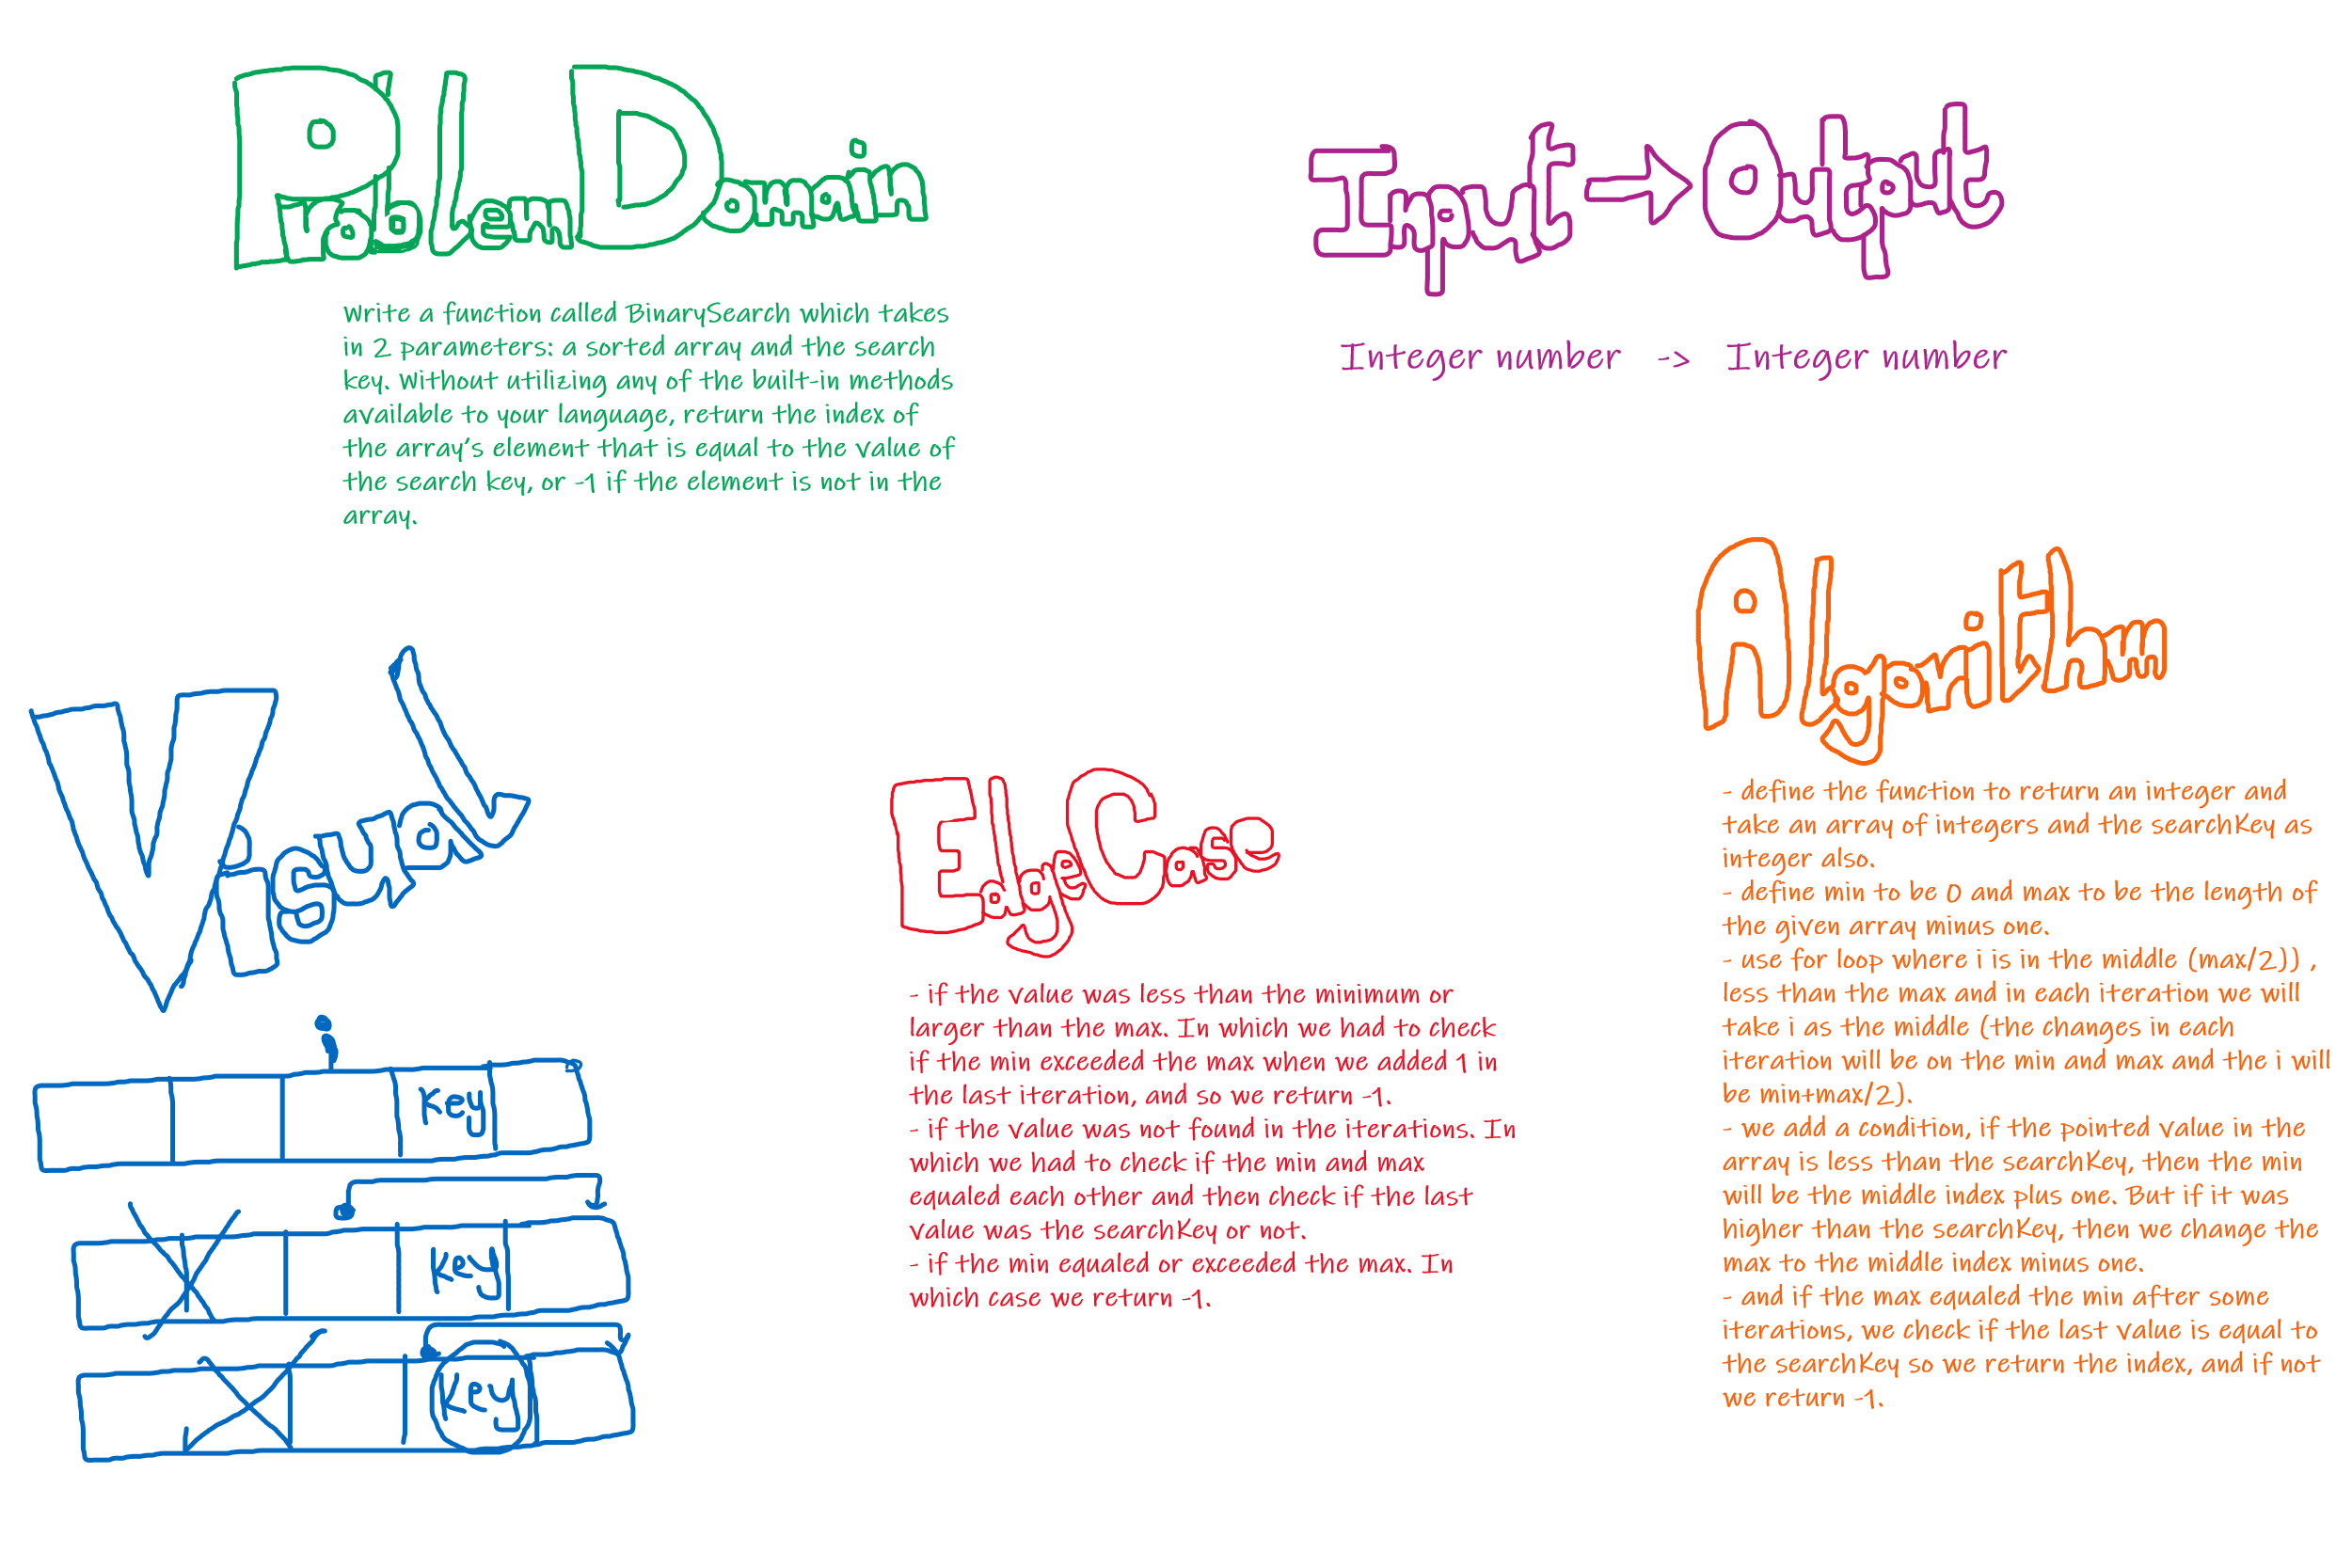 Problem Domain
Write a function called BinarySearch which takes
in 2 parameters: a sorted array and the search
key. Without utilizing any of the built-in methods
available to your language, return the index of
the array's element that is equal to the value of
the search key, or -1 if the element is not in the
array.
Input → Output
Integer number -> Integer number
Algorithm
- define the function to return an integer and
take an array of integers and the searchKey as
integer also.
- define min to be 0 and max to be the length of
the given array minus one.
- use for loop where i is in the middle (max/2)) ,
less than the max and in each iteration we will
take i as the middle (the changes in each
iteration will be on the min and max and the i will
be min+max/2).
- we add a condition, if the pointed value in the
array is less than the searchKey, then the min
will be the middle index plus one. But if it was
higher than the searchKey, then we change the
max to the middle index minus one.
- and if the max equaled the min after some
iterations, we check if the last value is equal to
the searchKey so we return the index, and if not
we return -1.
Visual
i
Key
Key
Key
Edge Case
- if the value was less than the minimum or
larger than the max. In which we had to check
if the min exceeded the max when we added 1 in
the last iteration, and so we return -1.
- if the value was not found in the iterations. In
which we had to check if the min and max
equaled each other and then check if the last
value was the searchKey or not.
- if the min equaled or exceeded the max. In
which case we return -1.